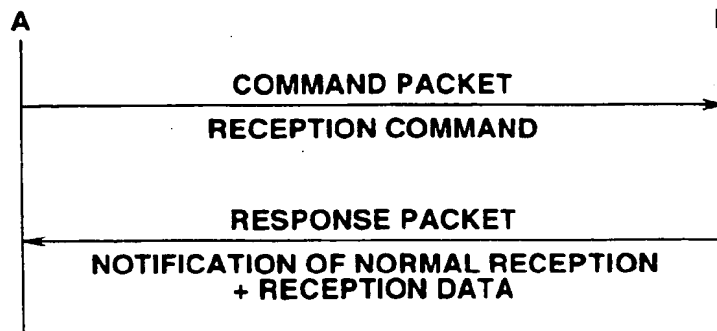 A
COMMAND PACKET
RECEPTION COMMAND
RESPONSE PACKET
NOTIFICATION OF NORMAL RECEPTION
+ RECEPTION DATA